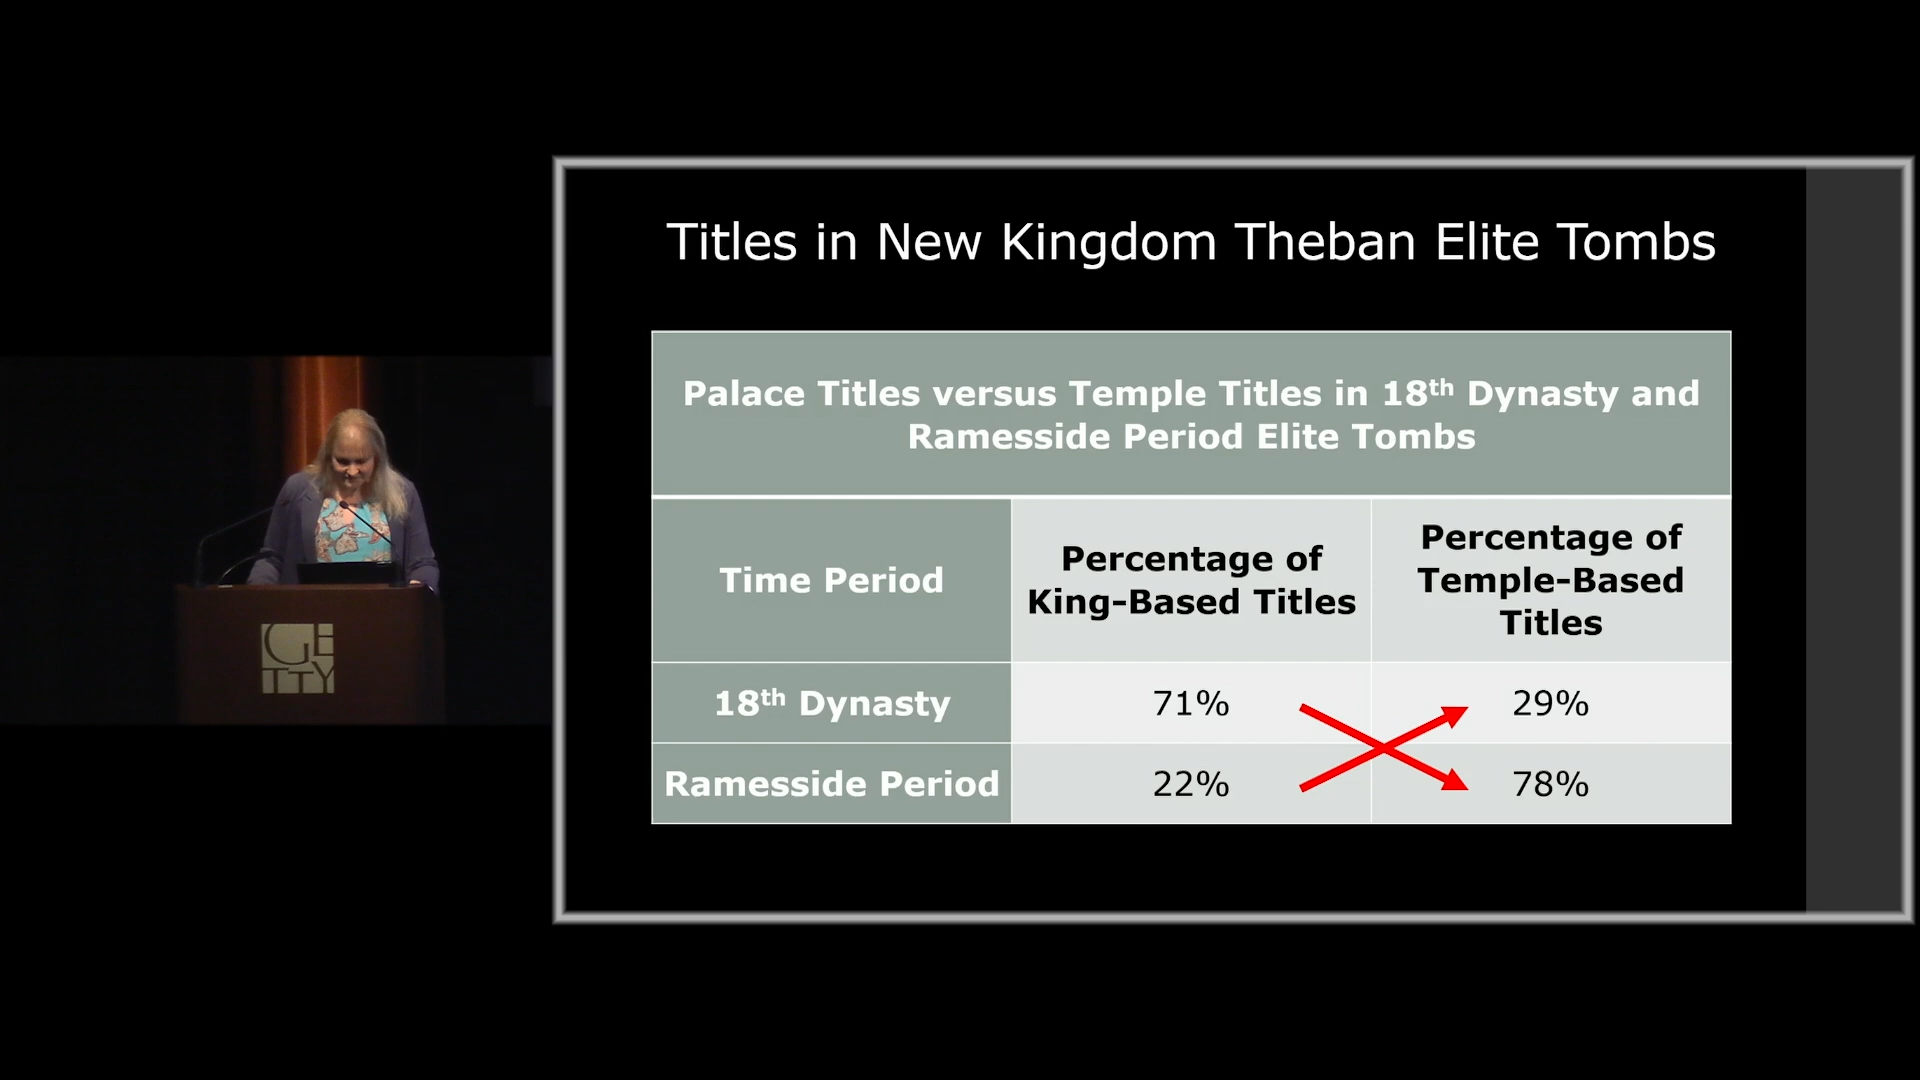 Titles in New Kingdom Theban Elite Tombs
Palace Titles versus Temple Titles in 18th Dynasty and
Ramesside Period Elite Tombs
Time Period
Percentage of
King-Based Titles
Percentage of
Temple-Based
Titles
18th Dynasty
71%
29%
Ramesside Period
22%
78%
GE
TTY